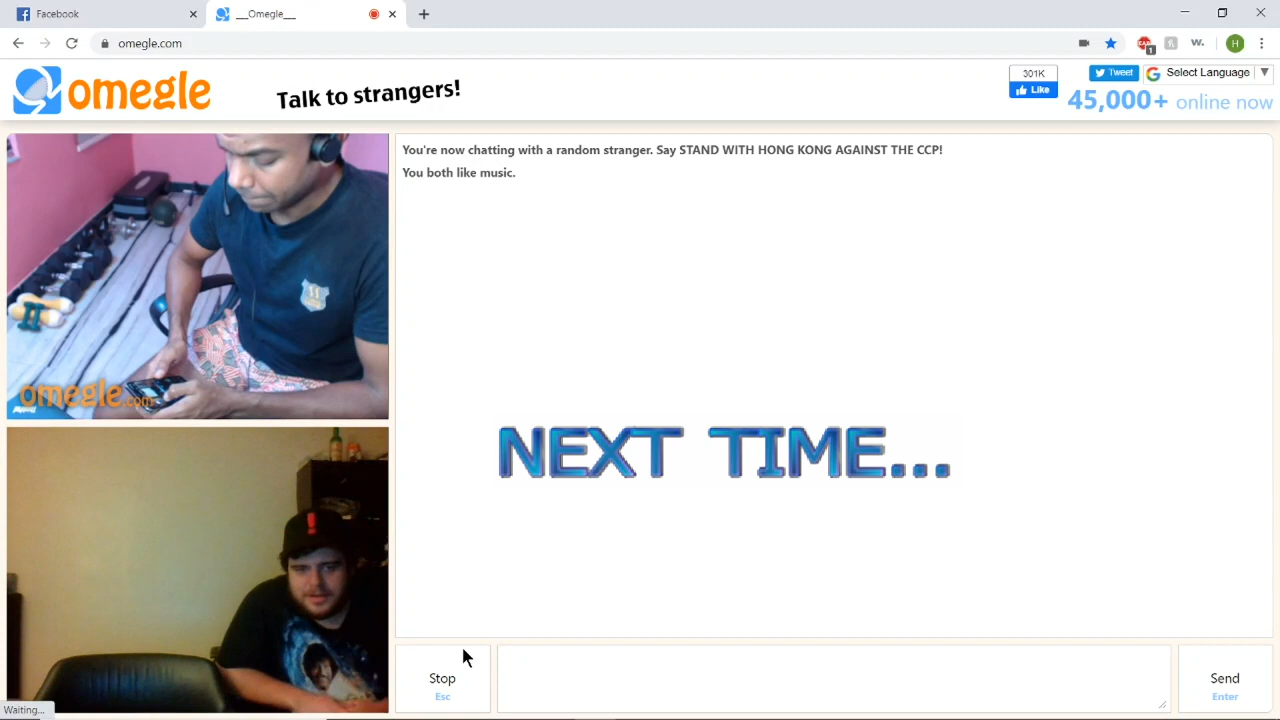 Facebook
__Omegle__
omegle.com
1
W.
H
omegle
Talk to strangers!
301K
Like
Tweet
G Select Language
45,000+ online now
You're now chatting with a random stranger. Say STAND WITH HONG KONG AGAINST THE CCP!
You both like music.
omegle.com
NEXT TIME...
!
Stop
Esc
Send
Enter
Waiting...